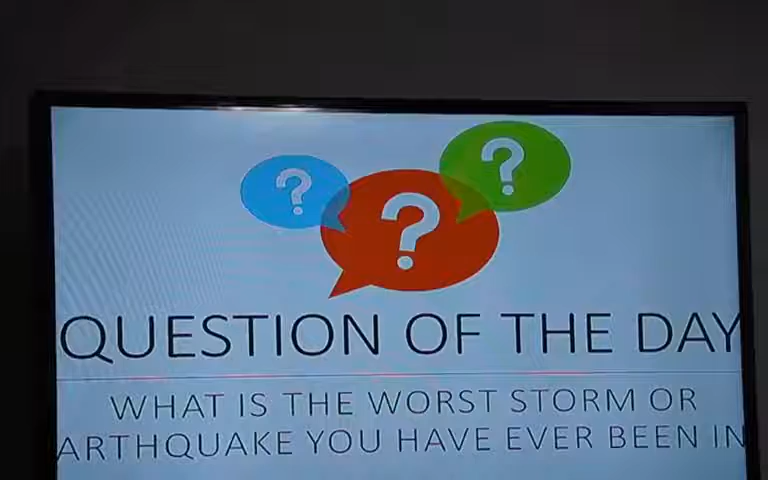 ?
?
?
QUESTION OF THE DAY
WHAT IS THE WORST STORM OR
ARTHQUAKE YOU HAVE EVER BEEN IN